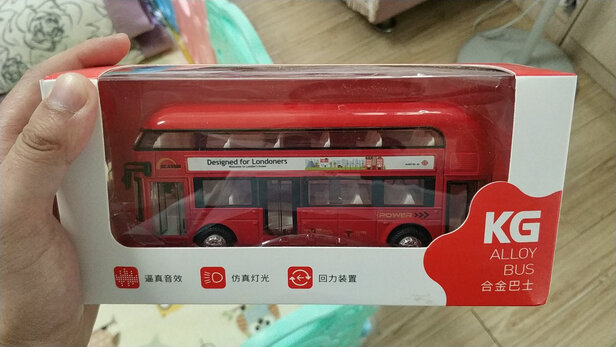 Designed for Londoners
POWER
KG
ALLOY
BUS
合金巴士
逼真音效
仿真灯光
回力装置